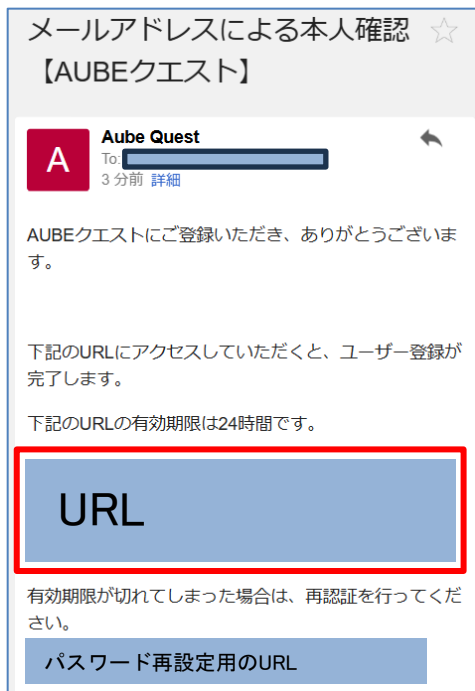 メールアドレスによる本人確認
【AUBEクエスト】
A
Aube Quest
To:
3 分前 詳細
AUBEクエストにご登録いただき、ありがとうございま
す。
下記のURLにアクセスしていただくと、ユーザー登録が
完了します。
下記のURLの有効期限は24時間です。
URL
有効期限が切れてしまった場合は、再認証を行ってくだ
さい。
パスワード再設定用のURL